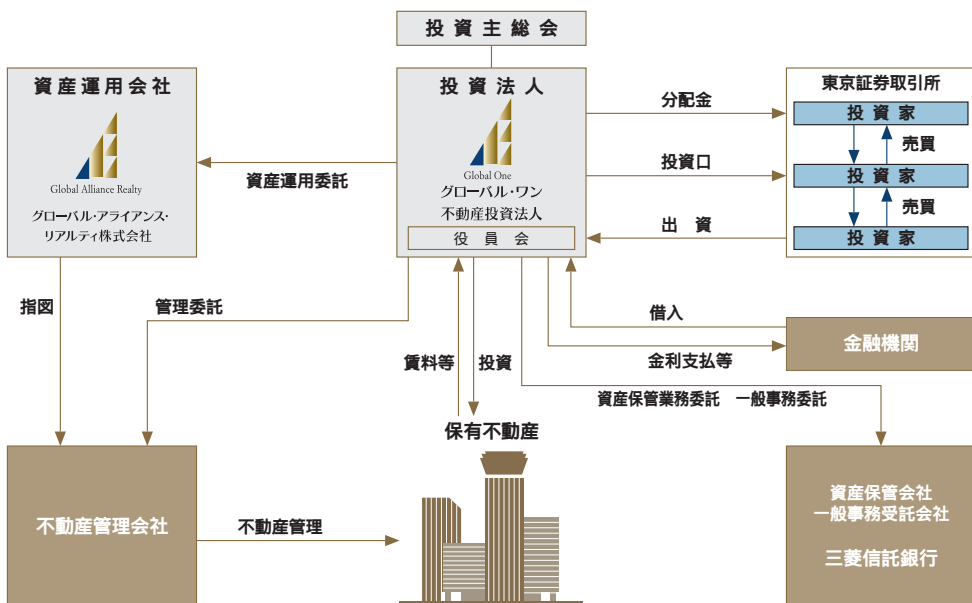 投資主総会
資産運用会社
Global Alliance Realty
グローバル・アライアンス・
リアルティ株式会社
投資法人
Global One
グローバル・ワン
不動産投資法人
役員会
東京証券取引所
投資家
売買
投資家
売買
投資家
資産運用委託
分配金
投資口
出 資
指図
管理委託
賃料等
投資
借入
金利支払等
金融機関
資産保管業務委託 一般事務委託
保有不動産
不動産管理会社
不動産管理
資産保管会社
一般事務受託会社
三菱信託銀行